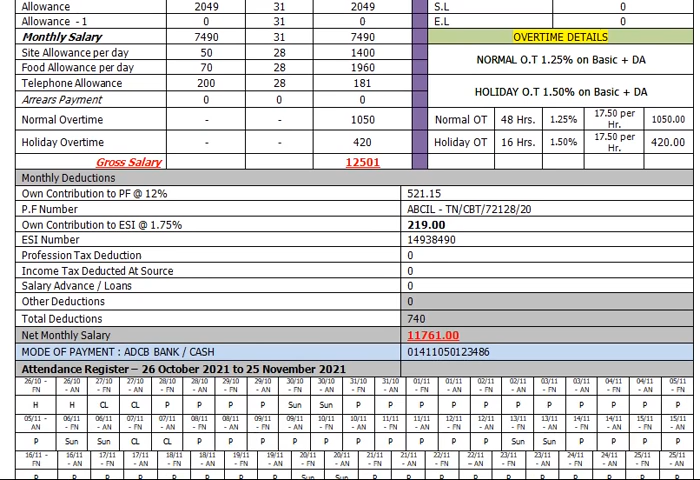 Allowance 2049 31 2049 S.L 0
Allowance - 1 0 31 0 E.L 0
Monthly Salary 7490 31 7490 OVERTIME DETAILS
Site Allowance per day 50 28 1400
NORMAL O.T 1.25% on Basic + DA
Food Allowance per day 70 28 1960
Telephone Allowance 200 28 181
HOLIDAY O.T 1.50% on Basic + DA
Arrears Payment 0 0 0
Normal Overtime - - 1050 Normal OT 48 Hrs. 1.25% 17.50 per Hr. 1050.00
Holiday Overtime - - 420 Holiday OT 16 Hrs. 1.50% 17.50 per Hr. 420.00
Gross Salary 12501
Monthly Deductions
Own Contribution to PF @ 12% 521.15
P.F Number ABCIL - TN/CBT/72128/20
Own Contribution to ESI @ 1.75% 219.00
ESI Number 14938490
Profession Tax Deduction 0
Income Tax Deducted At Source 0
Salary Advance / Loans 0
Other Deductions 0
Total Deductions 740
Net Monthly Salary 11761.00
MODE OF PAYMENT : ADCB BANK / CASH 01411050123486
Attendance Register – 26 October 2021 to 25 November 2021
26/10 - FN 26/10 - AN 27/10 - FN 27/10 - AN 28/10 - FN 28/10 - AN 29/10 - FN 29/10 - AN 30/10 - FN 30/10 - AN 31/10 - FN 31/10 - AN 01/11 - FN 01/11 - AN 02/11 - FN 02/11 - AN 03/11 - FN 03/11 - AN 04/11 - FN 04/11 - AN 05/11 - FN
H H CL CL P P P P Sun Sun P P P P P P P P P P P
05/11 - AN 06/11 - FN 06/11 - AN 07/11 - FN 07/11 - AN 08/11 - FN 08/11 - AN 09/11 - FN 09/11 - AN 10/11 - FN 10/11 - AN 11/11 - FN 11/11 - AN 12/11 - FN 12/11 - AN 13/11 - FN 13/11 - AN 14/11 - FN 14/11 - AN 15/11 - FN 15/11 - AN
P Sun Sun CL CL P P P P P P P P P P Sun Sun P P P P
16/11 - FN 16/11 - AN 17/11 - FN 17/11 - AN 18/11 - FN 18/11 - AN 19/11 - FN 19/11 - AN 20/11 - FN 20/11 - AN 21/11 - FN 21/11 - AN 22/11 - FN 22/11 - AN 23/11 - FN 23/11 - AN 24/11 - FN 24/11 - AN 25/11 - FN 25/11 - AN